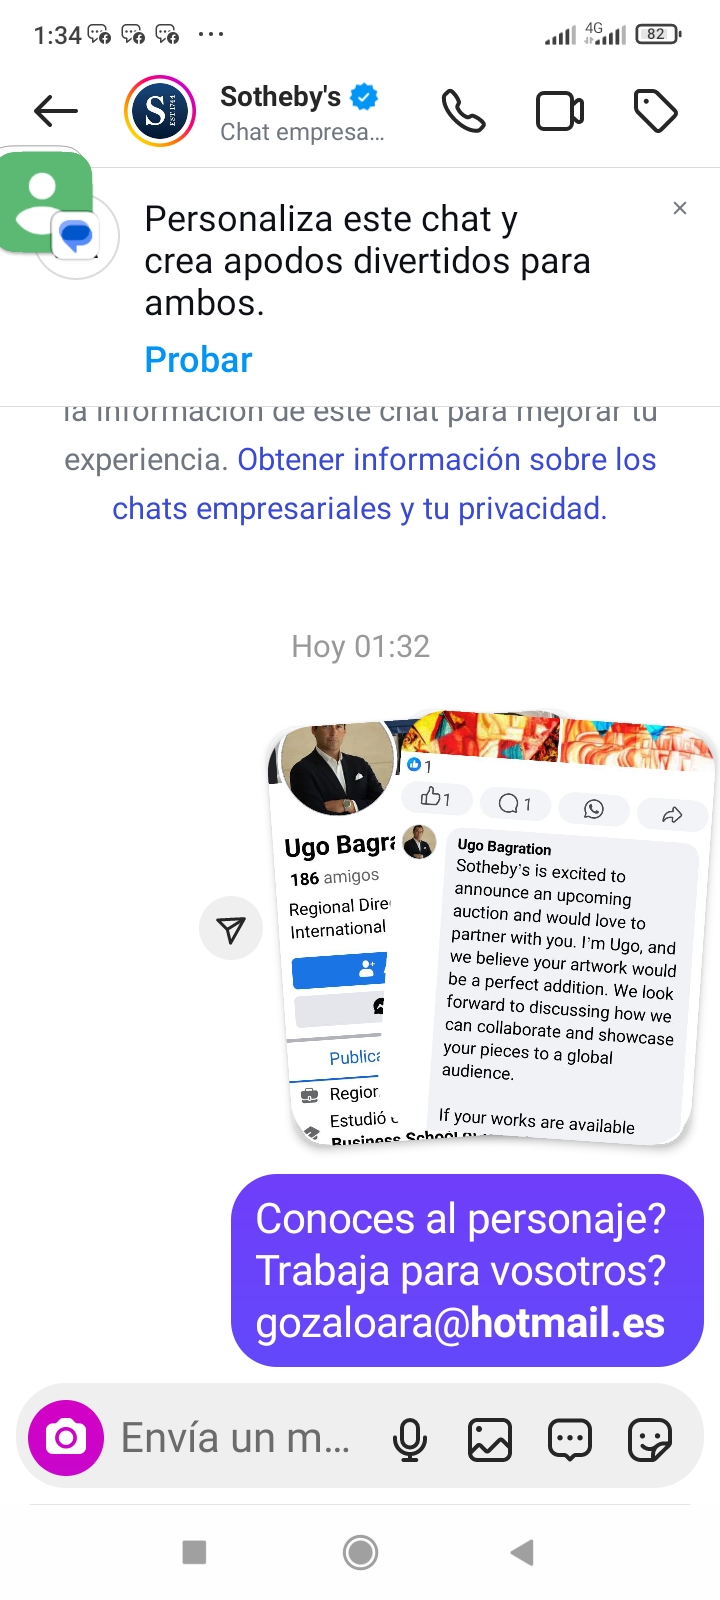 1:34
4G
82
Sotheby's
Chat empresa...
S
EST.1744
Personaliza este chat y
crea apodos divertidos para
ambos.
Probar
la información de este chat para mejorar tu
experiencia. Obtener información sobre los
chats empresariales y tu privacidad.
Hoy 01:32
Ugo Bagra
186 amigos
Regional Dire
International
Publica
Region
Estudió
Business School
1
1
1
Ugo Bagration
Sotheby's is excited to
announce an upcoming
auction and would love to
partner with you. I'm Ugo, and
we believe your artwork would
be a perfect addition. We look
forward to discussing how we
can collaborate and showcase
your pieces to a global
audience.
If your works are available
Conoces al personaje?
Trabaja para vosotros?
gozaloara@hotmail.es
Envía un m...